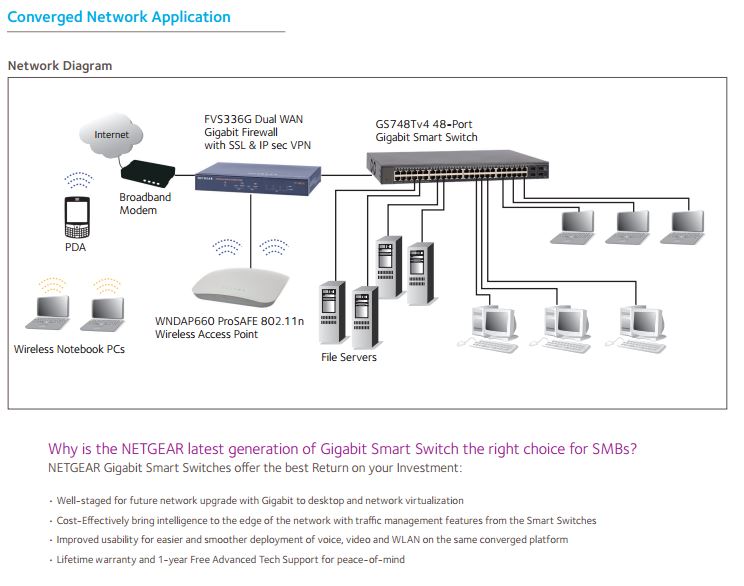 Converged Network Application
Network Diagram
Internet
Broadband
Modem
FVS336G Dual WAN
Gigabit Firewall
with SSL & IP sec VPN
NETGEAR
GS748Tv4 48-Port
Gigabit Smart Switch
PDA
WNDAP660 ProSAFE 802.11n
Wireless Access Point
Wireless Notebook PCs
File Servers
Why is the NETGEAR latest generation of Gigabit Smart Switch the right choice for SMBs?
NETGEAR Gigabit Smart Switches offer the best Return on your Investment:
· Well-staged for future network upgrade with Gigabit to desktop and network virtualization
· Cost-Effectively bring intelligence to the edge of the network with traffic management features from the Smart Switches
· Improved usability for easier and smoother deployment of voice, video and WLAN on the same converged platform
· Lifetime warranty and 1-year Free Advanced Tech Support for peace-of-mind